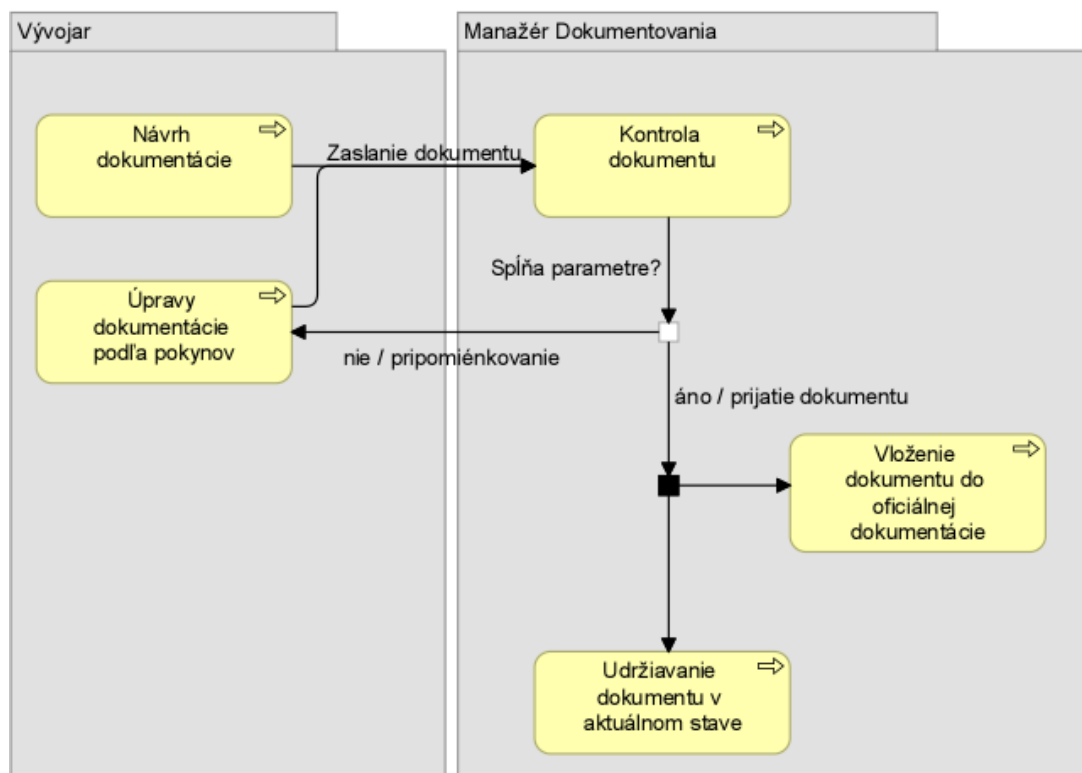 Vývojar
Manažér Dokumentovania
Návrh
dokumentácie
Zaslanie dokumentu
Kontrola
dokumentu
Spĺňa parametre?
Úpravy
dokumentácie
podľa pokynov
nie / pripomiénkovanie
áno / prijatie dokumentu
Vloženie
dokumentu do
oficiálnej
dokumentácie
Udržiavanie
dokumentu v
aktuálnom stave